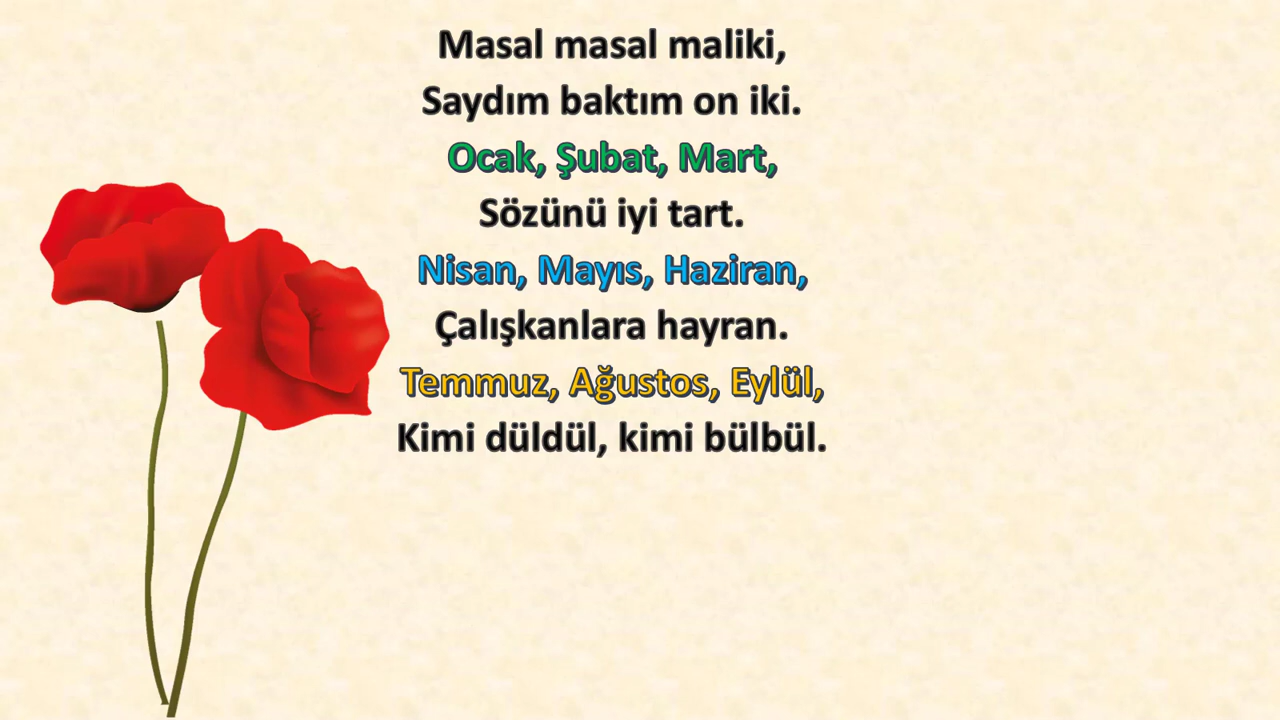 Masal masal maliki,
Saydım baktım on iki.
Ocak, Şubat, Mart,
Sözünü iyi tart.
Nisan, Mayıs, Haziran,
Çalışkanlara hayran.
Temmuz, Ağustos, Eylül,
Kimi düldül, kimi bülbül.